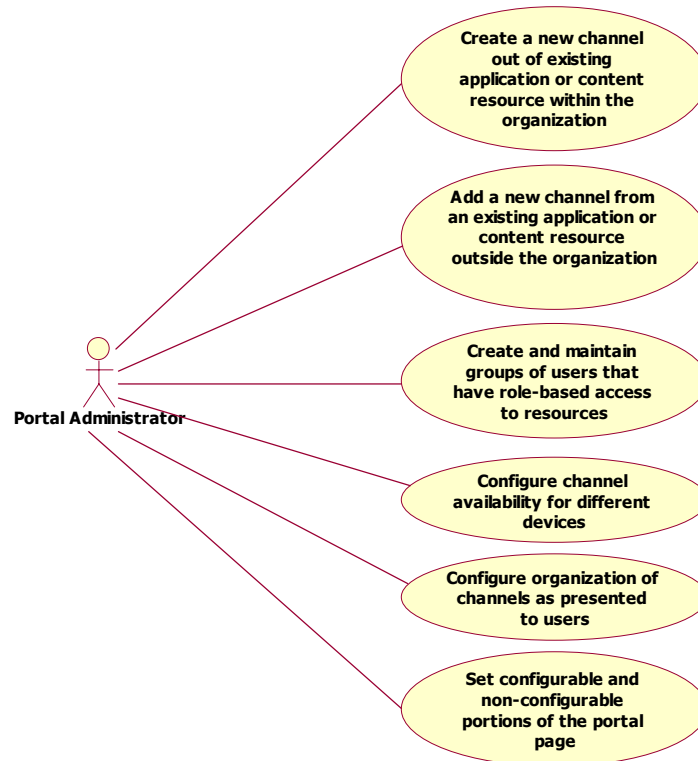 Create a new channel
out of existing
application or content
resource within the
organization
Add a new channel from
an existing application or
content resource
outside the organization
Create and maintain
groups of users that
have role-based access
to resources
Portal Administrator
Configure channel
availability for different
devices
Configure organization of
channels as presented
to users
Set configurable and
non-configurable
portions of the portal
page